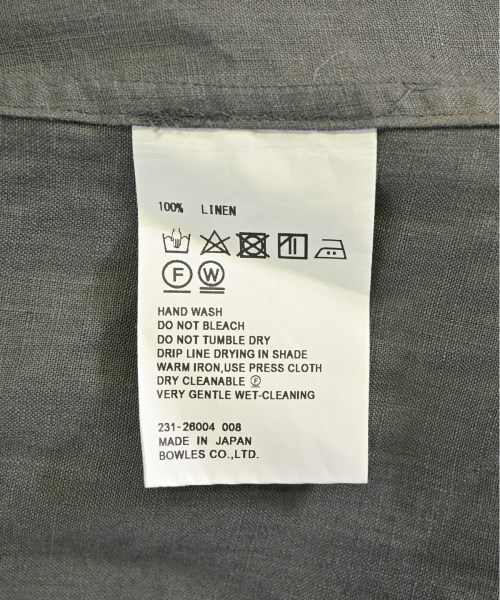 100% LINEN
F W
HAND WASH
DO NOT BLEACH
DO NOT TUMBLE DRY
DRIP LINE DRYING IN SHADE
WARM IRON,USE PRESS CLOTH
DRY CLEANABLE Ⓕ
VERY GENTLE WET-CLEANING
231-26004 008
MADE IN JAPAN
BOWLES CO.,LTD.